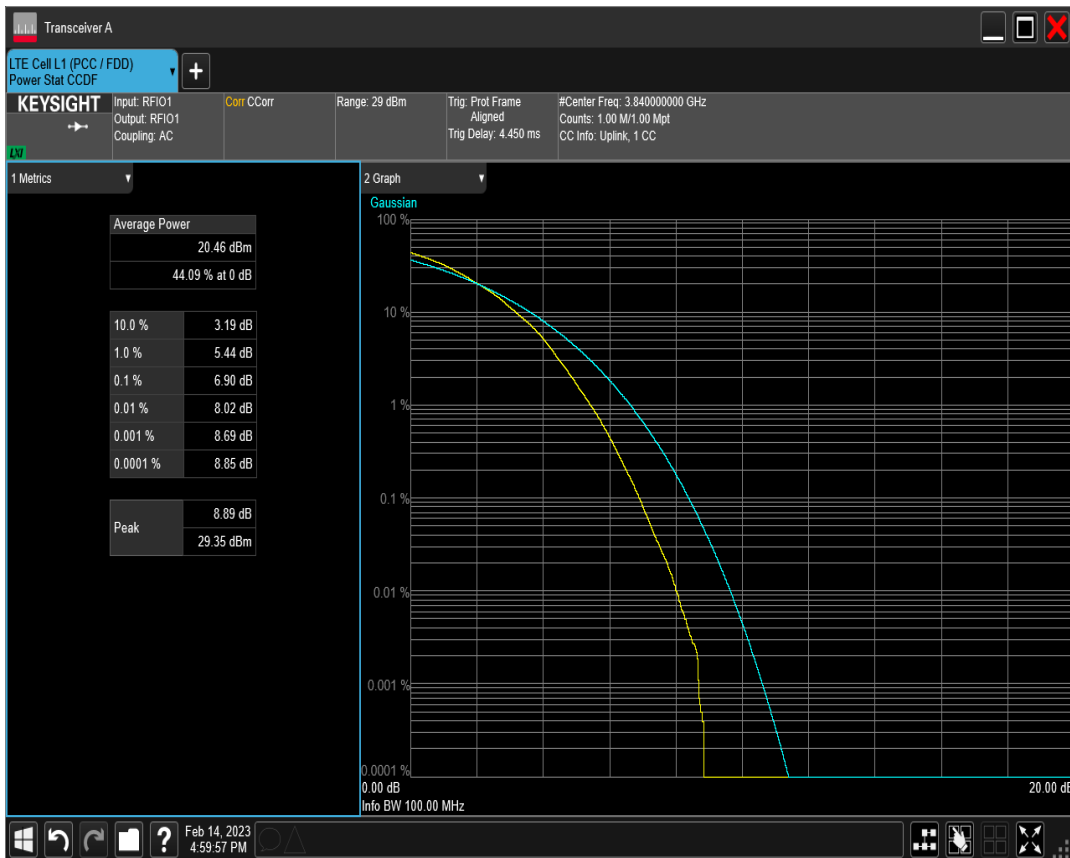 Transceiver A
LTE Cell L1 (PCC / FDD)
Power Stat CCDF
KEYSIGHT
LXI
Input: RFIO1
Output: RFIO1
Coupling: AC
Corr CCorr
Range: 29 dBm
Trig: Prot Frame
Aligned
Trig Delay: 4.450 ms
#Center Freq: 3.840000000 GHz
Counts: 1.00 M/1.00 Mpt
CC Info: Uplink, 1 CC
1 Metrics
Average Power
20.46 dBm
44.09 % at 0 dB
10.0 % 3.19 dB
1.0 % 5.44 dB
0.1 % 6.90 dB
0.01 % 8.02 dB
0.001 % 8.69 dB
0.0001 % 8.85 dB
Peak 8.89 dB
29.35 dBm
2 Graph
Gaussian
100 %
10 %
1 %
0.1 %
0.01 %
0.001 %
0.0001 %
0.00 dB 20.00 dB
Info BW 100.00 MHz
?
Feb 14, 2023
4:59:57 PM